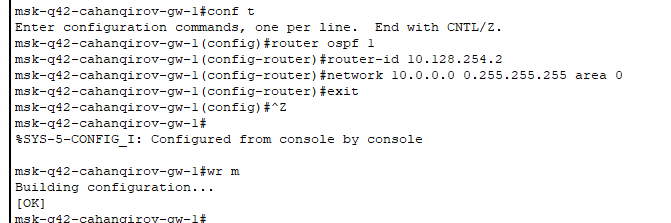 msk-q42-cahanqirov-gw-1#conf t
Enter configuration commands, one per line.  End with CNTL/Z.
msk-q42-cahanqirov-gw-1(config)#router ospf 1
msk-q42-cahanqirov-gw-1(config-router)#router-id 10.128.254.2
msk-q42-cahanqirov-gw-1(config-router)#network 10.0.0.0 0.255.255.255 area 0
msk-q42-cahanqirov-gw-1(config-router)#exit
msk-q42-cahanqirov-gw-1(config)#^Z
msk-q42-cahanqirov-gw-1#
%SYS-5-CONFIG_I: Configured from console by console
msk-q42-cahanqirov-gw-1#wr m
Building configuration...
[OK]
msk-q42-cahanqirov-gw-1#